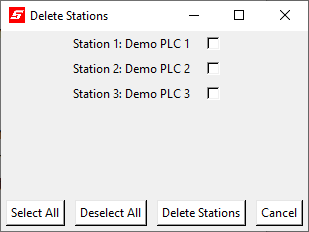 Delete Stations
Station 1: Demo PLC 1
Station 2: Demo PLC 2
Station 3: Demo PLC 3
Select All Deselect All Delete Stations Cancel